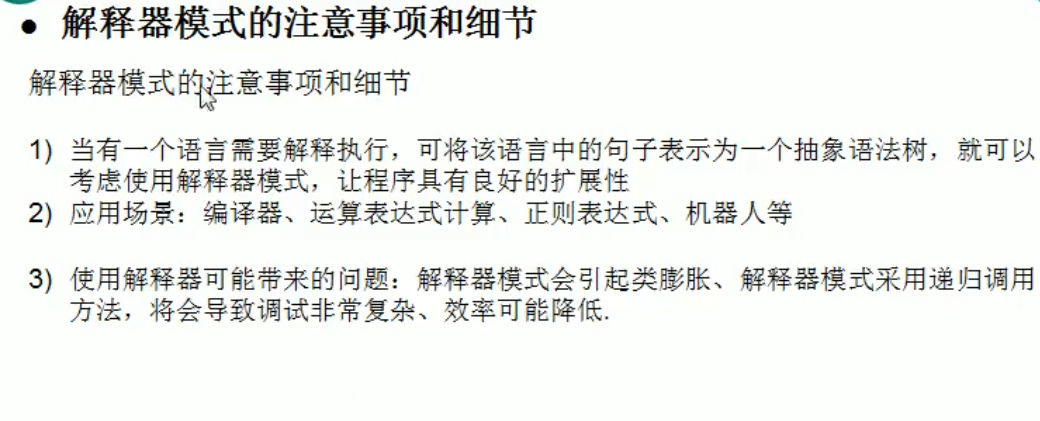 ● 解释器模式的注意事项和细节
解释器模式的注意事项和细节
1) 当有一个语言需要解释执行，可将该语言中的句子表示为一个抽象语法树，就可以
考虑使用解释器模式，让程序具有良好的扩展性
2) 应用场景：编译器、运算表达式计算、正则表达式、机器人等
3) 使用解释器可能带来的问题：解释器模式会引起类膨胀、解释器模式采用递归调用
方法，将会导致调试非常复杂、效率可能降低.